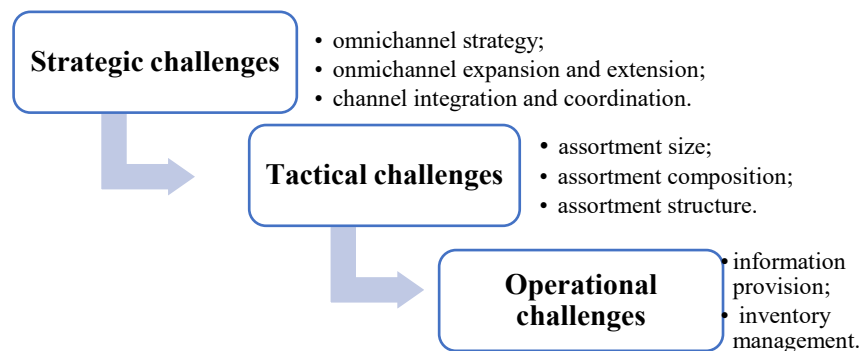 Strategic challenges
• omnichannel strategy;
• onmichannel expansion and extension;
• channel integration and coordination.
Tactical challenges
• assortment size;
• assortment composition;
• assortment structure.
Operational
challenges
• information
provision;
• inventory
management.